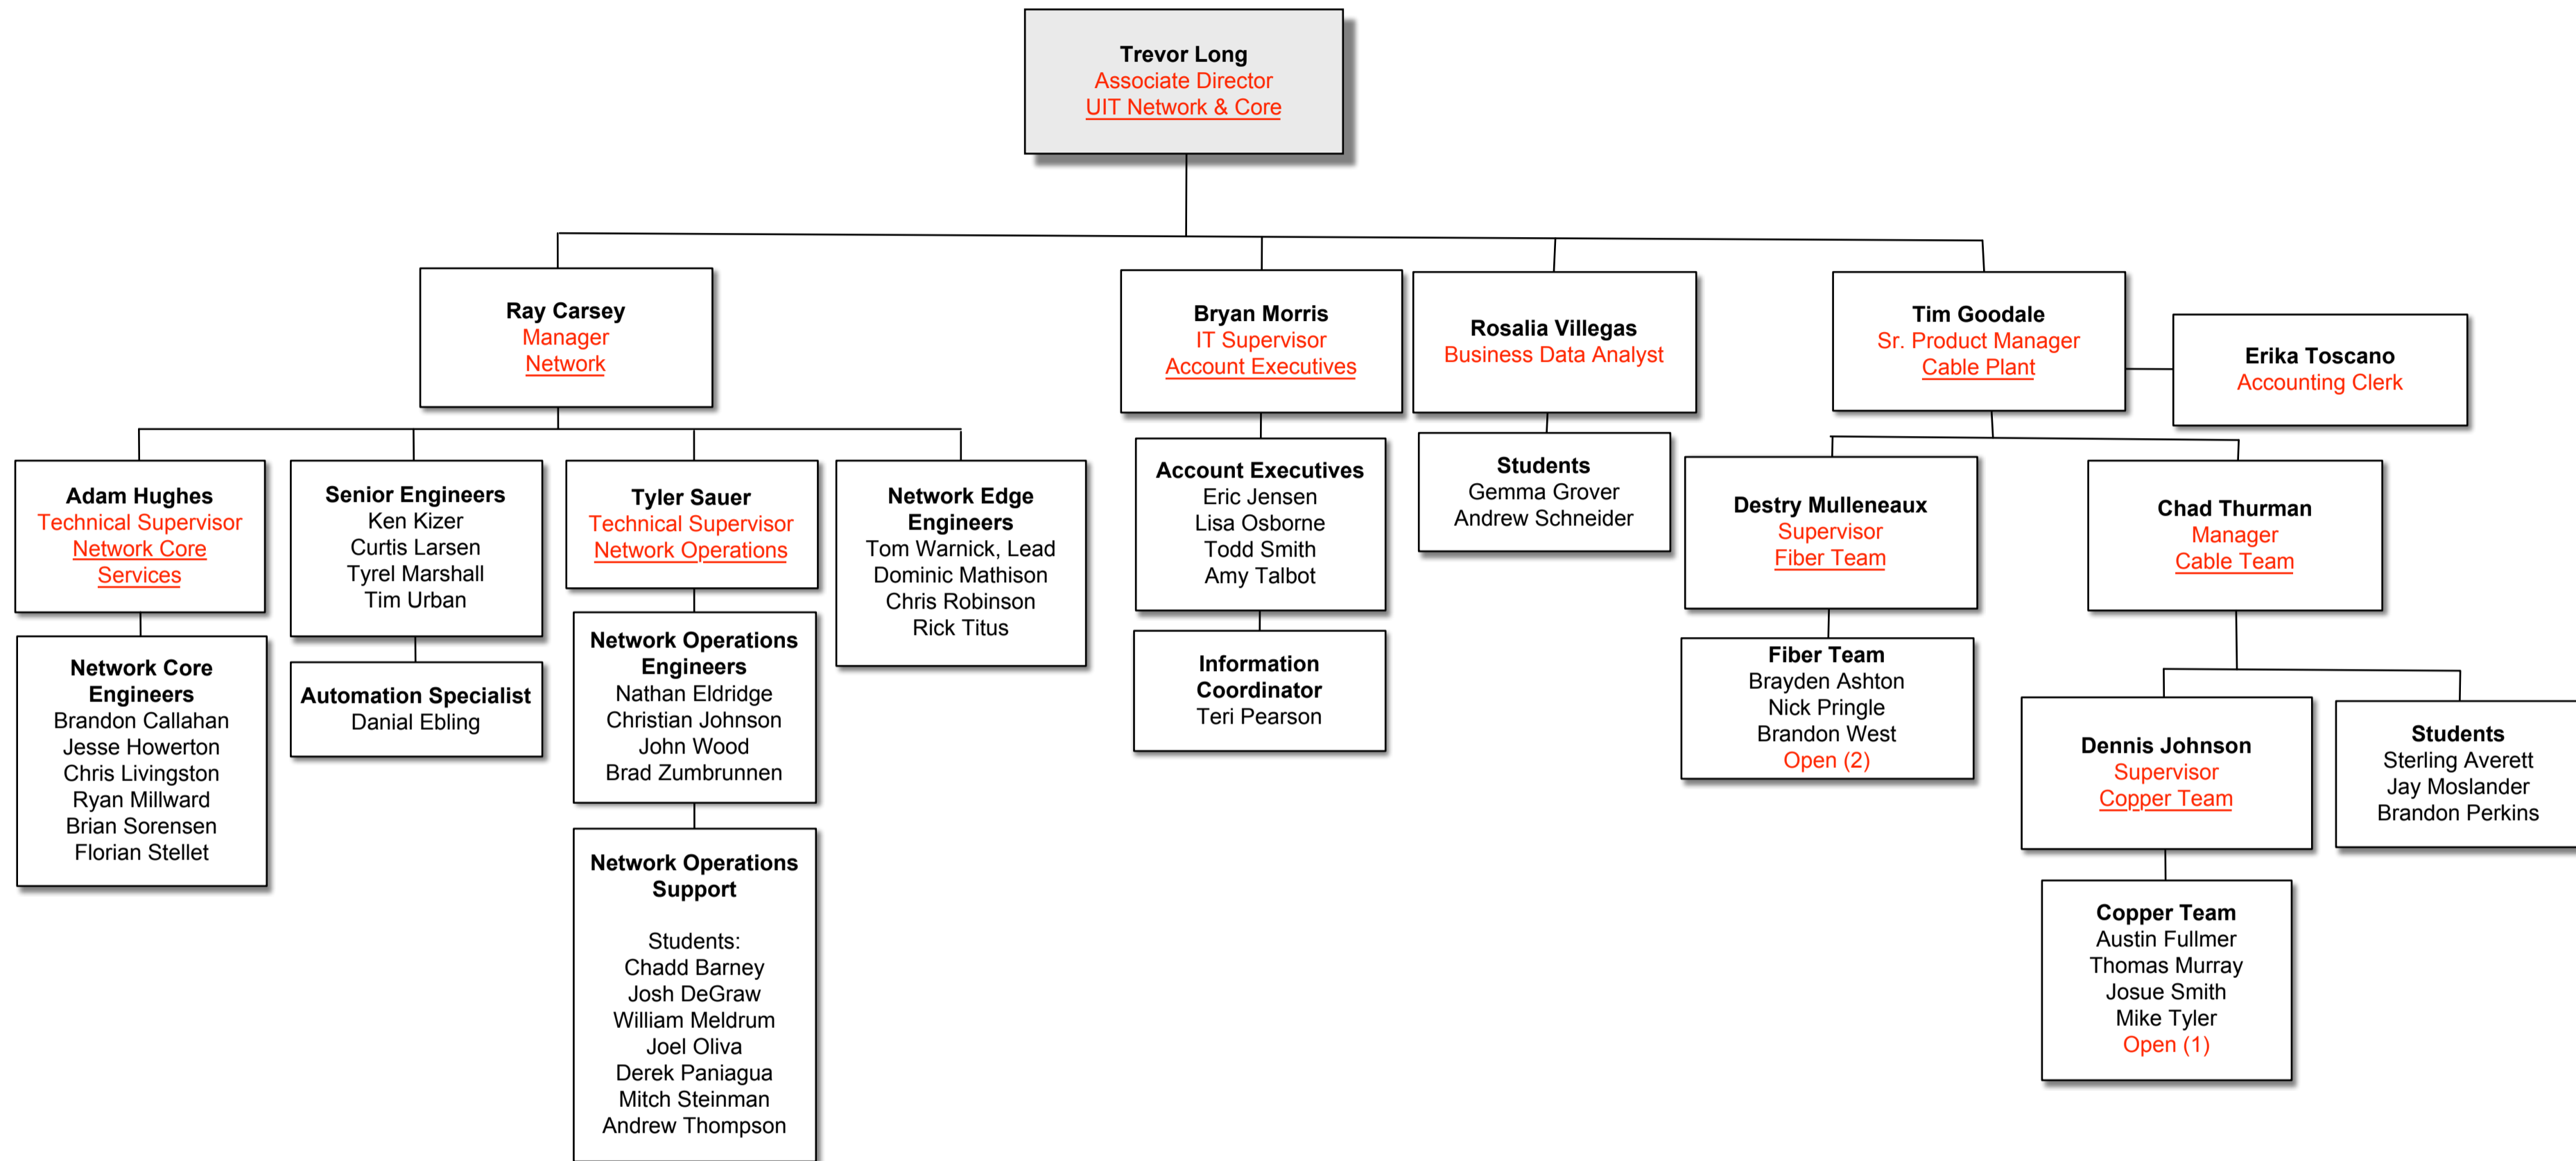 Trevor Long
Associate Director
UIT Network & Core
Ray Carsey
Manager
Network
Bryan Morris
IT Supervisor
Account Executives
Rosalia Villegas
Business Data Analyst
Tim Goodale
Sr. Product Manager
Cable Plant
Erika Toscano
Accounting Clerk
Adam Hughes
Technical Supervisor
Network Core
Services
Senior Engineers
Ken Kizer
Curtis Larsen
Tyrel Marshall
Tim Urban
Tyler Sauer
Technical Supervisor
Network Operations
Network Edge
Engineers
Tom Warnick, Lead
Dominic Mathison
Chris Robinson
Rick Titus
Account Executives
Eric Jensen
Lisa Osborne
Todd Smith
Amy Talbot
Students
Gemma Grover
Andrew Schneider
Destry Mulleneaux
Supervisor
Fiber Team
Chad Thurman
Manager
Cable Team
Network Core
Engineers
Brandon Callahan
Jesse Howerton
Chris Livingston
Ryan Millward
Brian Sorensen
Florian Stellet
Automation Specialist
Danial Ebling
Network Operations
Engineers
Nathan Eldridge
Christian Johnson
John Wood
Brad Zumbrunnen
Information
Coordinator
Teri Pearson
Fiber Team
Brayden Ashton
Nick Pringle
Brandon West
Open (2)
Dennis Johnson
Supervisor
Copper Team
Students
Sterling Averett
Jay Moslander
Brandon Perkins
Network Operations
Support
Students:
Chadd Barney
Josh DeGraw
William Meldrum
Joel Oliva
Derek Paniagua
Mitch Steinman
Andrew Thompson
Copper Team
Austin Fullmer
Thomas Murray
Josue Smith
Mike Tyler
Open (1)